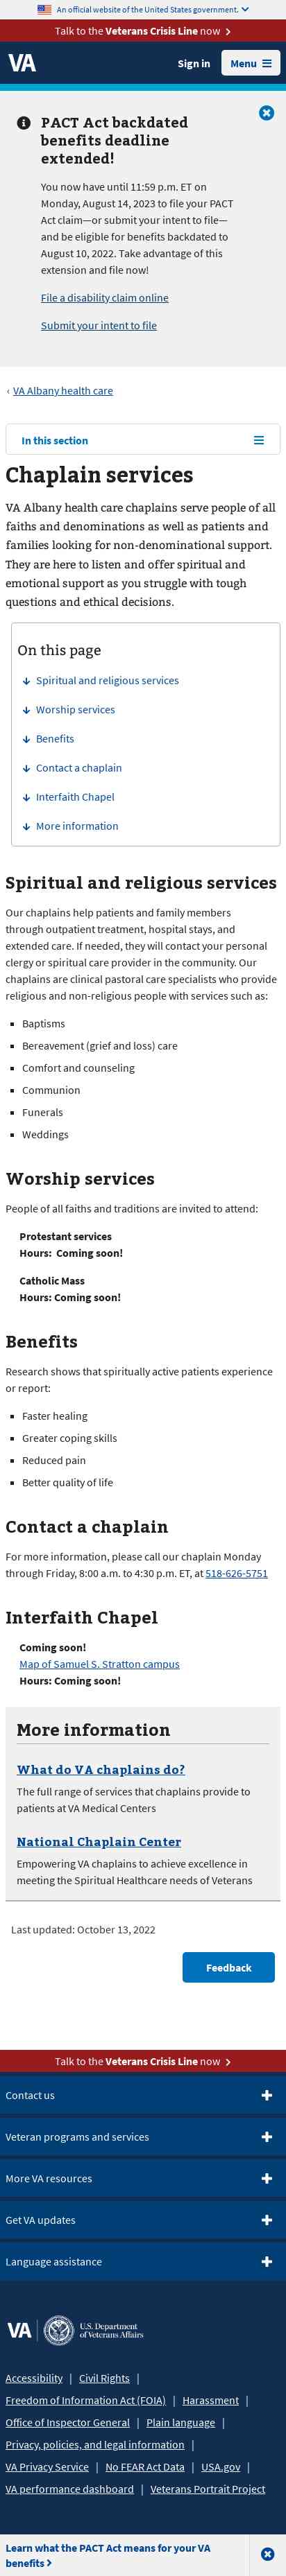 An official website of the United States government.
Talk to the Veterans Crisis Line now
VA
Sign in
Menu
PACT Act backdated
benefits deadline
extended!
You now have until 11:59 p.m. ET on
Monday, August 14, 2023 to file your PACT
Act claim—or submit your intent to file—
and be eligible for benefits backdated to
August 10, 2022. Take advantage of this
extension and file now!
File a disability claim online
Submit your intent to file
‹ VA Albany health care
In this section
Chaplain services
VA Albany health care chaplains serve people of all
faiths and denominations as well as patients and
families looking for non-denominational support.
They are here to listen and offer spiritual and
emotional support as you struggle with tough
questions and ethical decisions.
On this page
Spiritual and religious services
Worship services
Benefits
Contact a chaplain
Interfaith Chapel
More information
Spiritual and religious services
Our chaplains help patients and family members
through outpatient treatment, hospital stays, and
extended care. If needed, they will contact your personal
clergy or spiritual care provider in the community. Our
chaplains are clinical pastoral care specialists who provide
religious and non-religious people with services such as:
Baptisms
Bereavement (grief and loss) care
Comfort and counseling
Communion
Funerals
Weddings
Worship services
People of all faiths and traditions are invited to attend:
Protestant services
Hours: Coming soon!
Catholic Mass
Hours: Coming soon!
Benefits
Research shows that spiritually active patients experience
or report:
Faster healing
Greater coping skills
Reduced pain
Better quality of life
Contact a chaplain
For more information, please call our chaplain Monday
through Friday, 8:00 a.m. to 4:30 p.m. ET, at 518-626-5751
Interfaith Chapel
Coming soon!
Map of Samuel S. Stratton campus
Hours: Coming soon!
More information
What do VA chaplains do?
The full range of services that chaplains provide to
patients at VA Medical Centers
National Chaplain Center
Empowering VA chaplains to achieve excellence in
meeting the Spiritual Healthcare needs of Veterans
Last updated: October 13, 2022
Feedback
Talk to the Veterans Crisis Line now
Contact us
Veteran programs and services
More VA resources
Get VA updates
Language assistance
VA
U.S. Department
of Veterans Affairs
Accessibility | Civil Rights |
Freedom of Information Act (FOIA) | Harassment |
Office of Inspector General | Plain language |
Privacy, policies, and legal information |
VA Privacy Service | No FEAR Act Data | USA.gov |
VA performance dashboard | Veterans Portrait Project
Learn what the PACT Act means for your VA
benefits